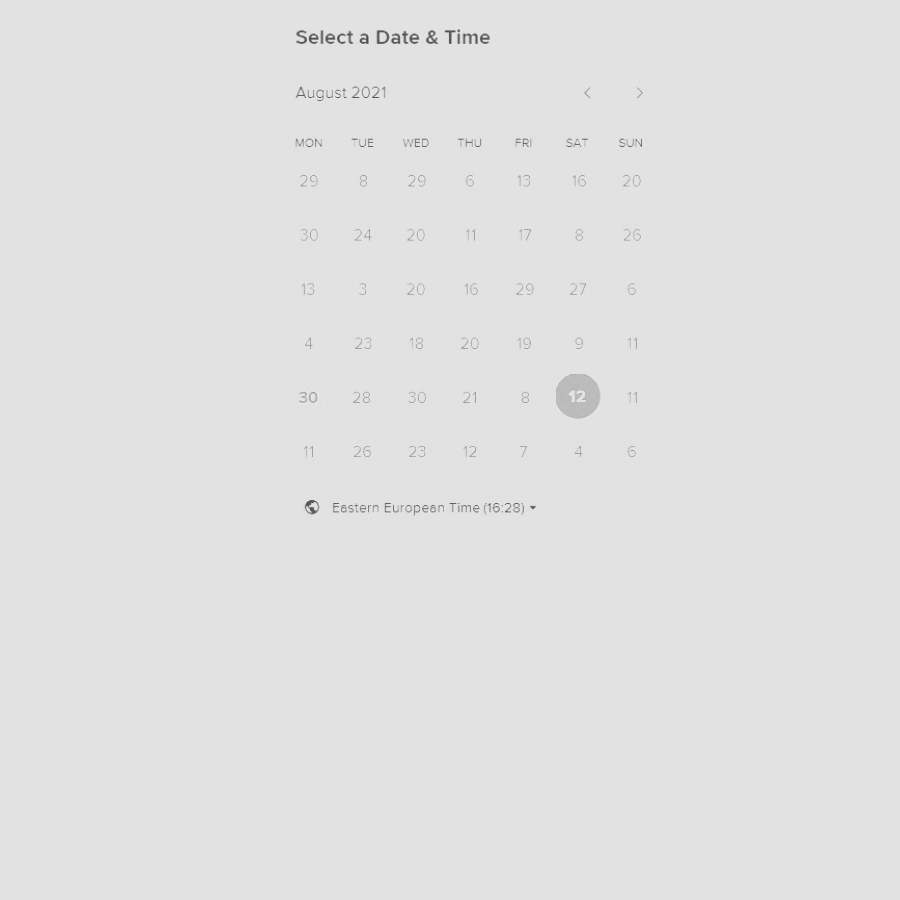 Select a Date & Time
August 2021
MON TUE WED THU FRI SAT SUN
29 8 29 6 13 16 20
30 24 20 11 17 8 26
13 3 20 16 29 27 6
4 23 18 20 19 9 11
30 28 30 21 8 12 11
11 26 23 12 7 4 6
Eastern European Time (16:28)